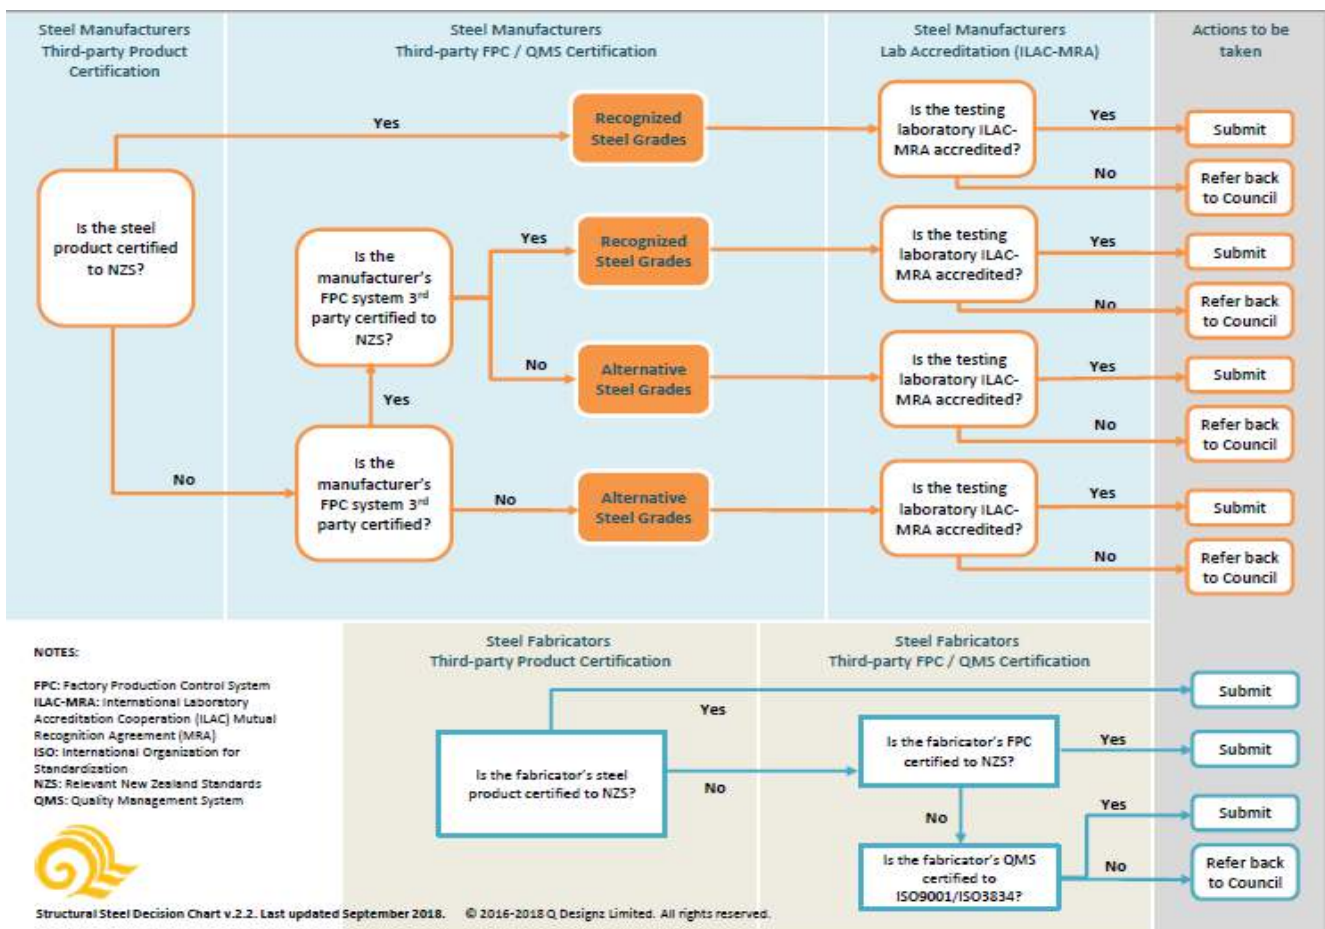 Steel Manufacturers
Third-party Product
Certification
Steel Manufacturers
Third-party FPC / QMS Certification
Steel Manufacturers
Lab Accreditation (ILAC-MRA)
Actions to be
taken
Is the steel
product certified
to NZS?
Yes
Recognized
Steel Grades
Is the testing
laboratory ILAC-
MRA accredited?
Yes
Submit
No
Refer back
to Council
Is the
manufacturer's
FPC system 3rd
party certified to
NZS?
Yes
Recognized
Steel Grades
Is the testing
laboratory ILAC-
MRA accredited?
Yes
Submit
No
Refer back
to Council
No
Alternative
Steel Grades
Is the testing
laboratory ILAC-
MRA accredited?
Yes
Submit
No
Refer back
to Council
Yes
No
Is the
manufacturer's
FPC system 3rd
party certified?
No
Alternative
Steel Grades
Is the testing
laboratory ILAC-
MRA accredited?
Yes
Submit
No
Refer back
to Council
Steel Fabricators
Third-party Product Certification
Steel Fabricators
Third-party FPC / QMS Certification
Is the fabricator's steel
product certified to NZS?
Yes
Submit
No
Is the fabricator's FPC
certified to NZS?
Yes
Submit
No
Is the fabricator's QMS
certified to
ISO9001/ISO3834?
Yes
Submit
No
Refer back
to Council
NOTES:
FPC: Factory Production Control System
ILAC-MRA: International Laboratory
Accreditation Cooperation (ILAC) Mutual
Recognition Agreement (MRA)
ISO: International Organization for
Standardization
NZS: Relevant New Zealand Standards
QMS: Quality Management System
Structural Steel Decision Chart v.2.2. Last updated September 2018. © 2016-2018 Q Designz Limited. All rights reserved.